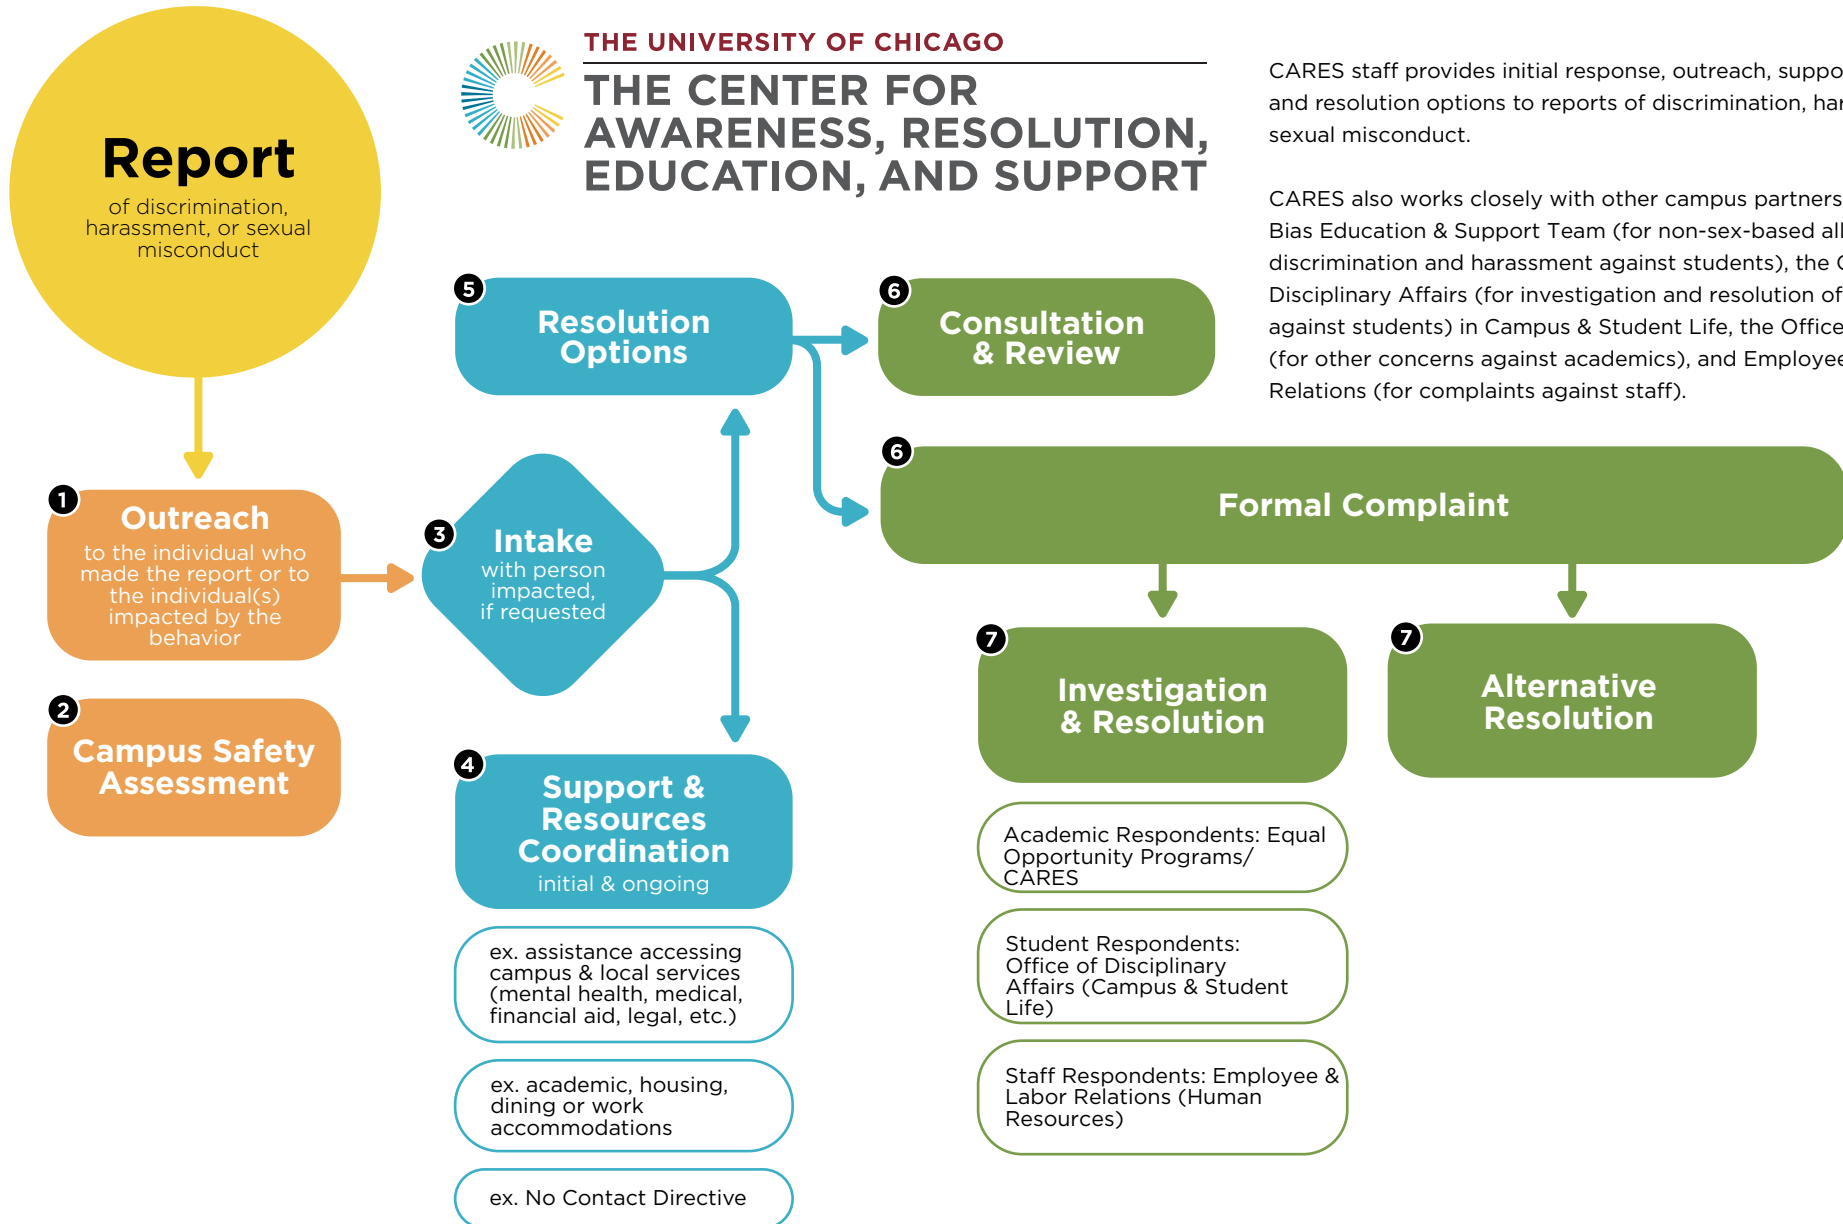 Report
of discrimination,
harassment, or sexual
misconduct
THE UNIVERSITY OF CHICAGO
THE CENTER FOR
AWARENESS, RESOLUTION,
EDUCATION, AND SUPPORT
CARES staff provides initial response, outreach,
and resolution options to reports of discrimination,
sexual misconduct.
CARES also works closely with other campus partners
Bias Education & Support Team (for non-sex-based
discrimination and harassment against students), the
Disciplinary Affairs (for investigation and resolution of
against students) in Campus & Student Life, the Office
(for other concerns against academics), and
Relations (for complaints against staff).
1
Outreach
to the individual who
made the report or to
the individual(s)
impacted by the
behavior
2
Campus Safety
Assessment
3
Intake
with person
impacted,
if requested
4
Support &
Resources
Coordination
initial & ongoing
ex. assistance accessing
campus & local services
(mental health, medical,
financial aid, legal, etc.)
ex. academic, housing,
dining or work
accommodations
ex. No Contact Directive
5
Resolution
Options
6
Consultation
& Review
6
Formal Complaint
7
Investigation
& Resolution
Academic Respondents: Equal
Opportunity Programs/
CARES
Student Respondents:
Office of Disciplinary
Affairs (Campus & Student
Life)
Staff Respondents: Employee &
Labor Relations (Human
Resources)
7
Alternative
Resolution